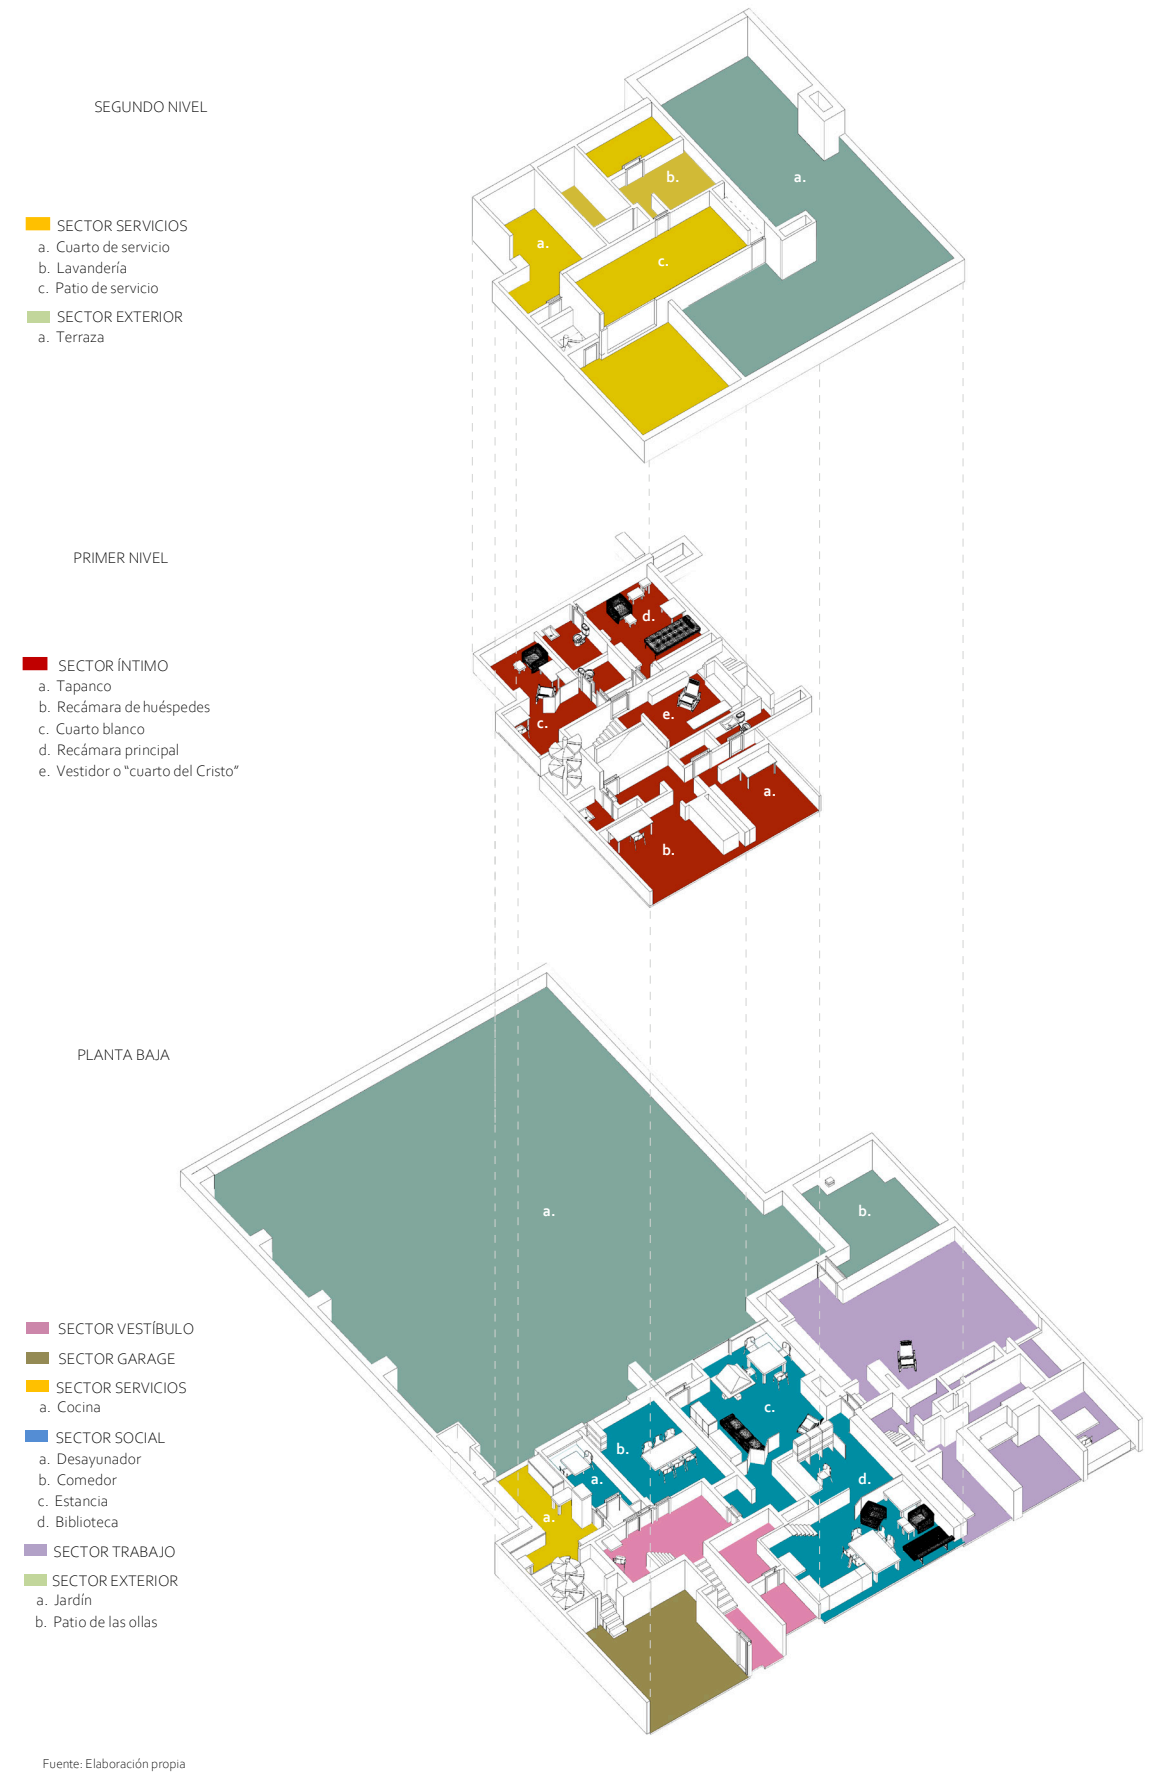 SEGUNDO NIVEL
SECTOR SERVICIOS
a. Cuarto de servicio
b. Lavandería
c. Patio de servicio
SECTOR EXTERIOR
a. Terraza
a.
b.
a.
c.
PRIMER NIVEL
SECTOR ÍNTIMO
a. Tapanco
b. Recámara de huéspedes
c. Cuarto blanco
d. Recámara principal
e. Vestidor o “cuarto del Cristo”
d.
c.
e.
a.
b.
PLANTA BAJA
SECTOR VESTÍBULO
SECTOR GARAGE
SECTOR SERVICIOS
a. Cocina
SECTOR SOCIAL
a. Desayunador
b. Comedor
c. Estancia
d. Biblioteca
SECTOR TRABAJO
SECTOR EXTERIOR
a. Jardín
b. Patio de las ollas
a.
b.
c.
b.
a.
d.
a.
Fuente: Elaboración propia